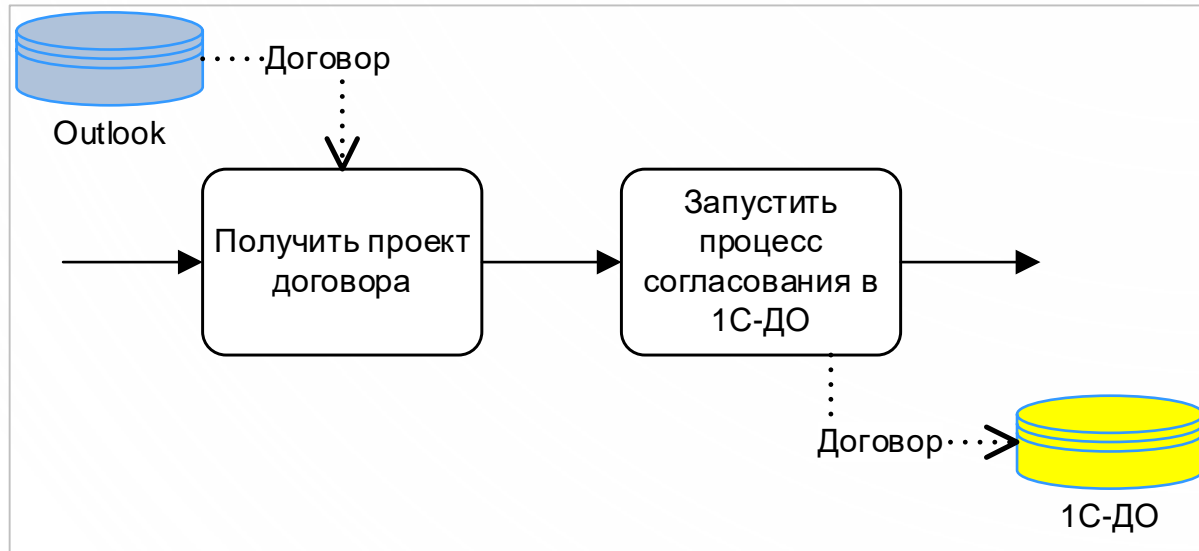 Договор
Outlook
Получить проект
договора
Запустить
процесс
согласования в
1С-ДО
Договор
1С-ДО